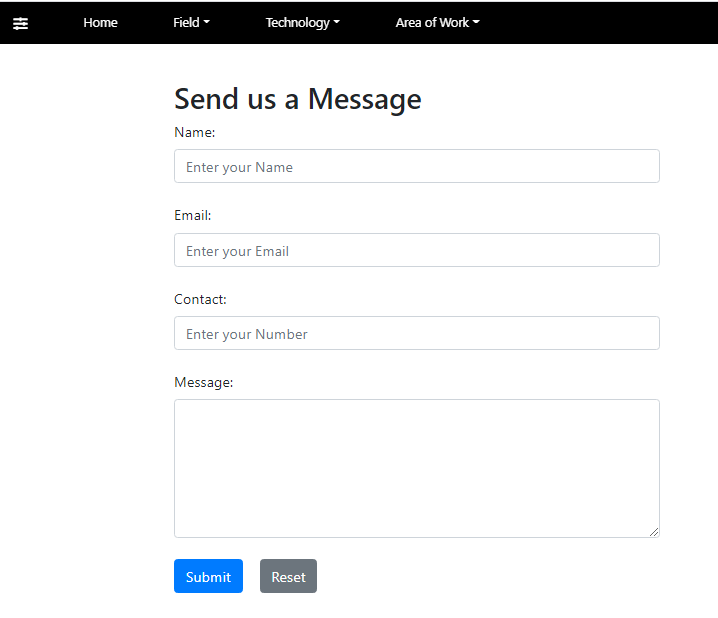 Home Field Technology Area of Work
Send us a Message
Name:
Enter your Name
Email:
Enter your Email
Contact:
Enter your Number
Message:
Submit Reset